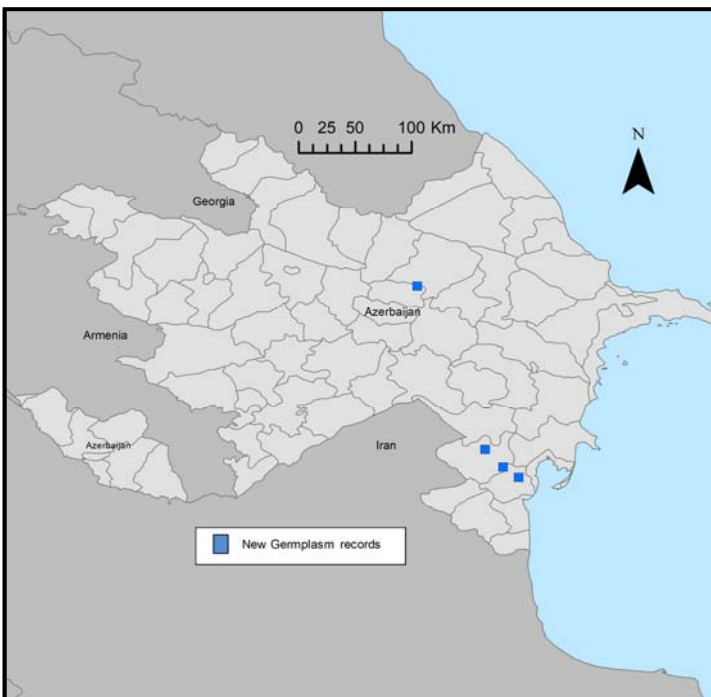 0 25 50 100 Km
N
Georgia
Azerbaijan
Armenia
Azerbaijan
Iran
New Germplasm records